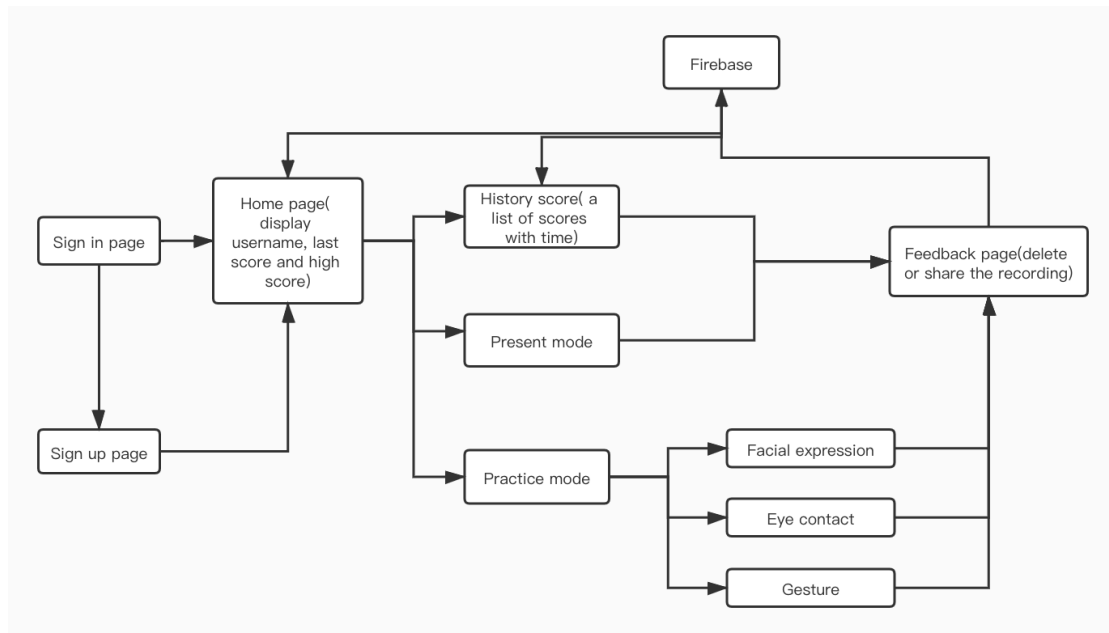 Firebase
Home page(
display
username, last
score and high
score)
History score( a
list of scores
with time)
Sign in page
Feedback page(delete
or share the recording)
Present mode
Sign up page
Practice mode
Facial expression
Eye contact
Gesture